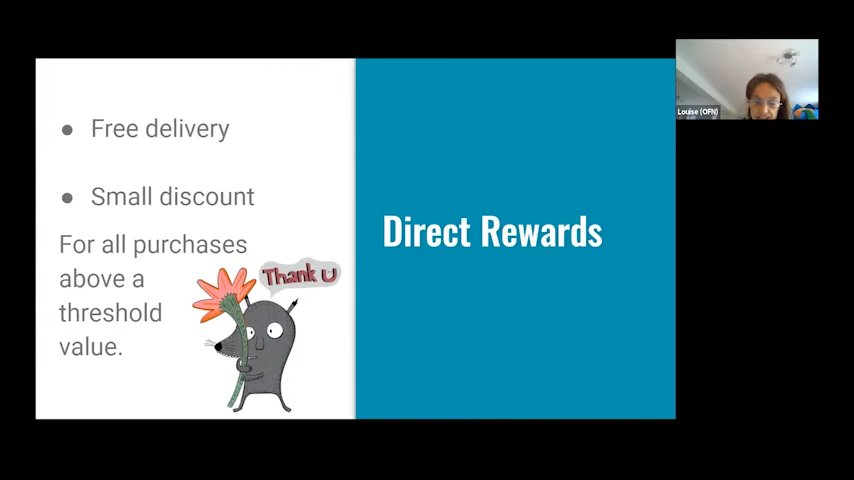 Free delivery
Small discount
For all purchases
above a
threshold
value.
Thank U
Direct Rewards
Louise (OFN)